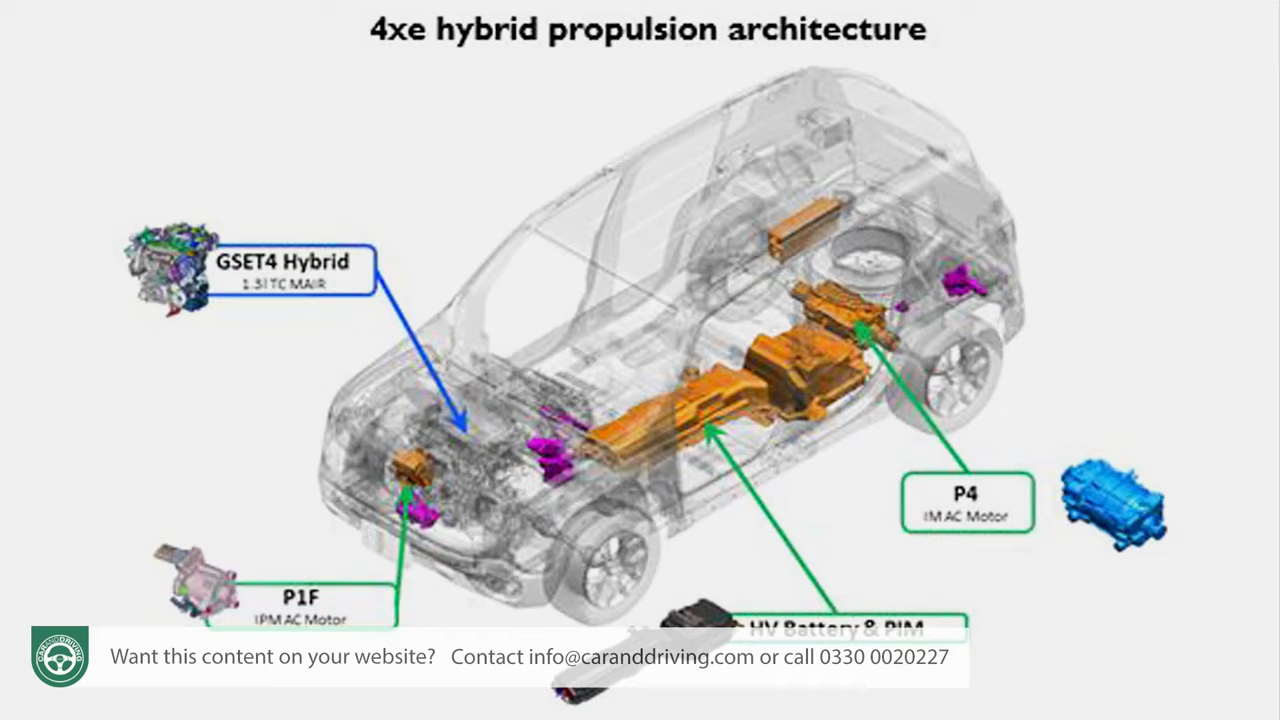 4xe hybrid propulsion architecture
GSET4 Hybrid
1.3l TC MAIR
P4
IM AC Motor
P1F
IPM AC Motor
HV Battery & PIM
CARANDDRIVING
Want this content on your website? Contact info@caranddriving.com or call 0330 0020227